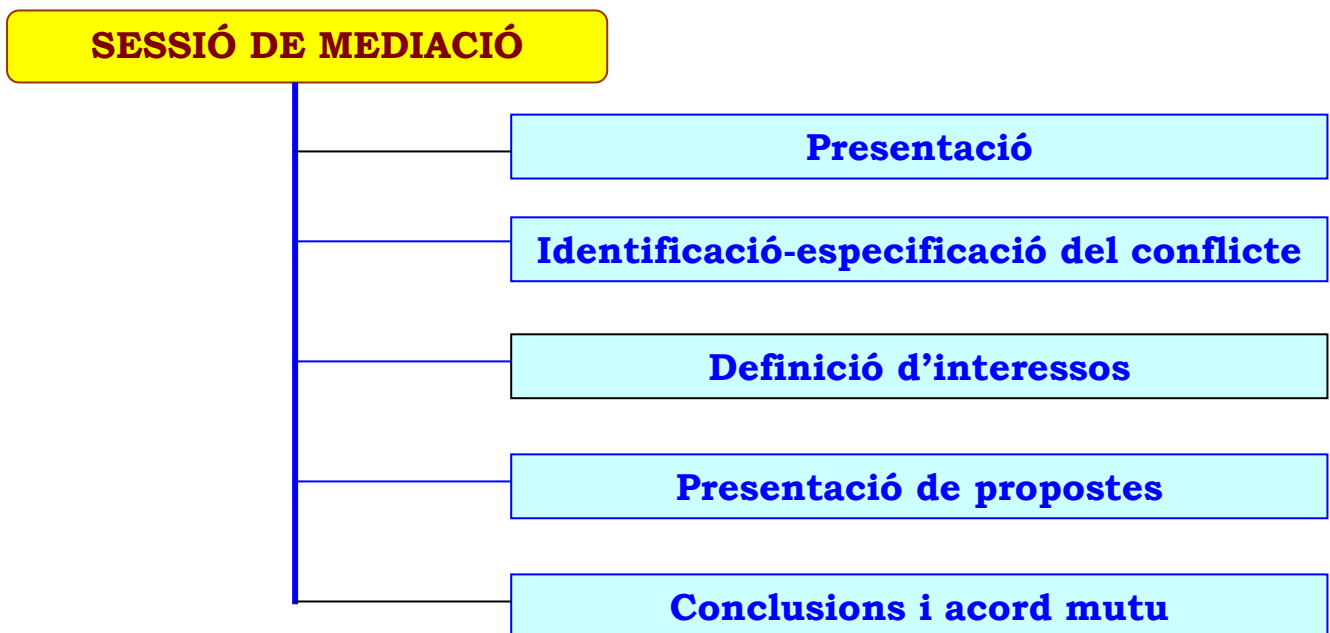 SESSIÓ DE MEDIACIÓ
Presentació
Identificació-especificació del conflicte
Definició d’interessos
Presentació de propostes
Conclusions i acord mutu